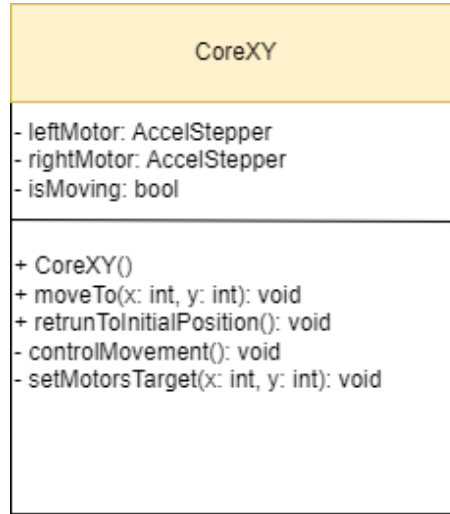 CoreXY
- leftMotor: AccelStepper
- rightMotor: AccelStepper
- isMoving: bool
+ CoreXY()
+ moveTo(x: int, y: int): void
+ retrunToInitialPosition(): void
- controlMovement(): void
- setMotorsTarget(x: int, y: int): void